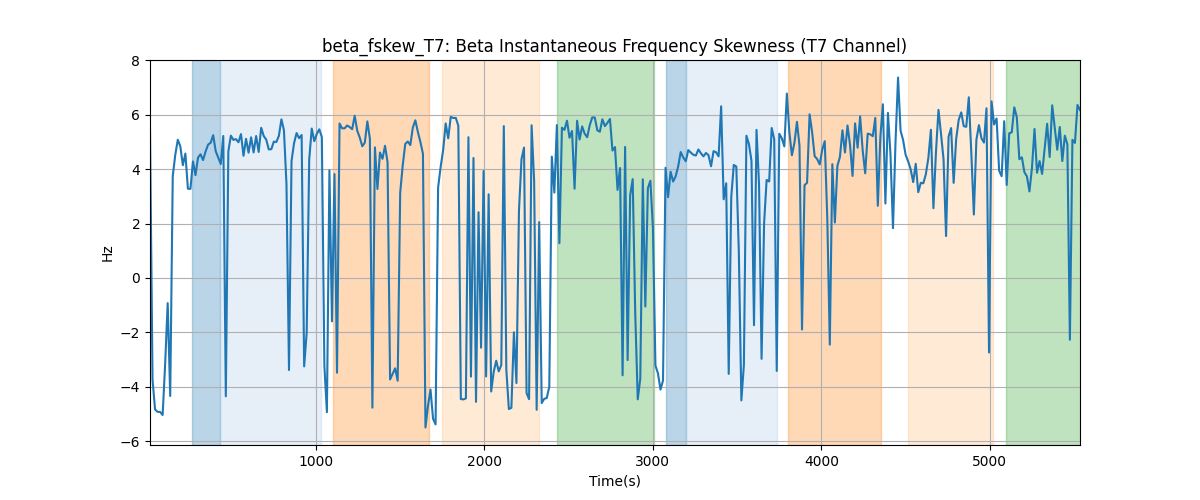 beta_fskew_T7: Beta Instantaneous Frequency Skewness (T7 Channel)
8
6
4
2
0
−2
−4
−6
Hz
1000 2000 3000 4000 5000
Time(s)